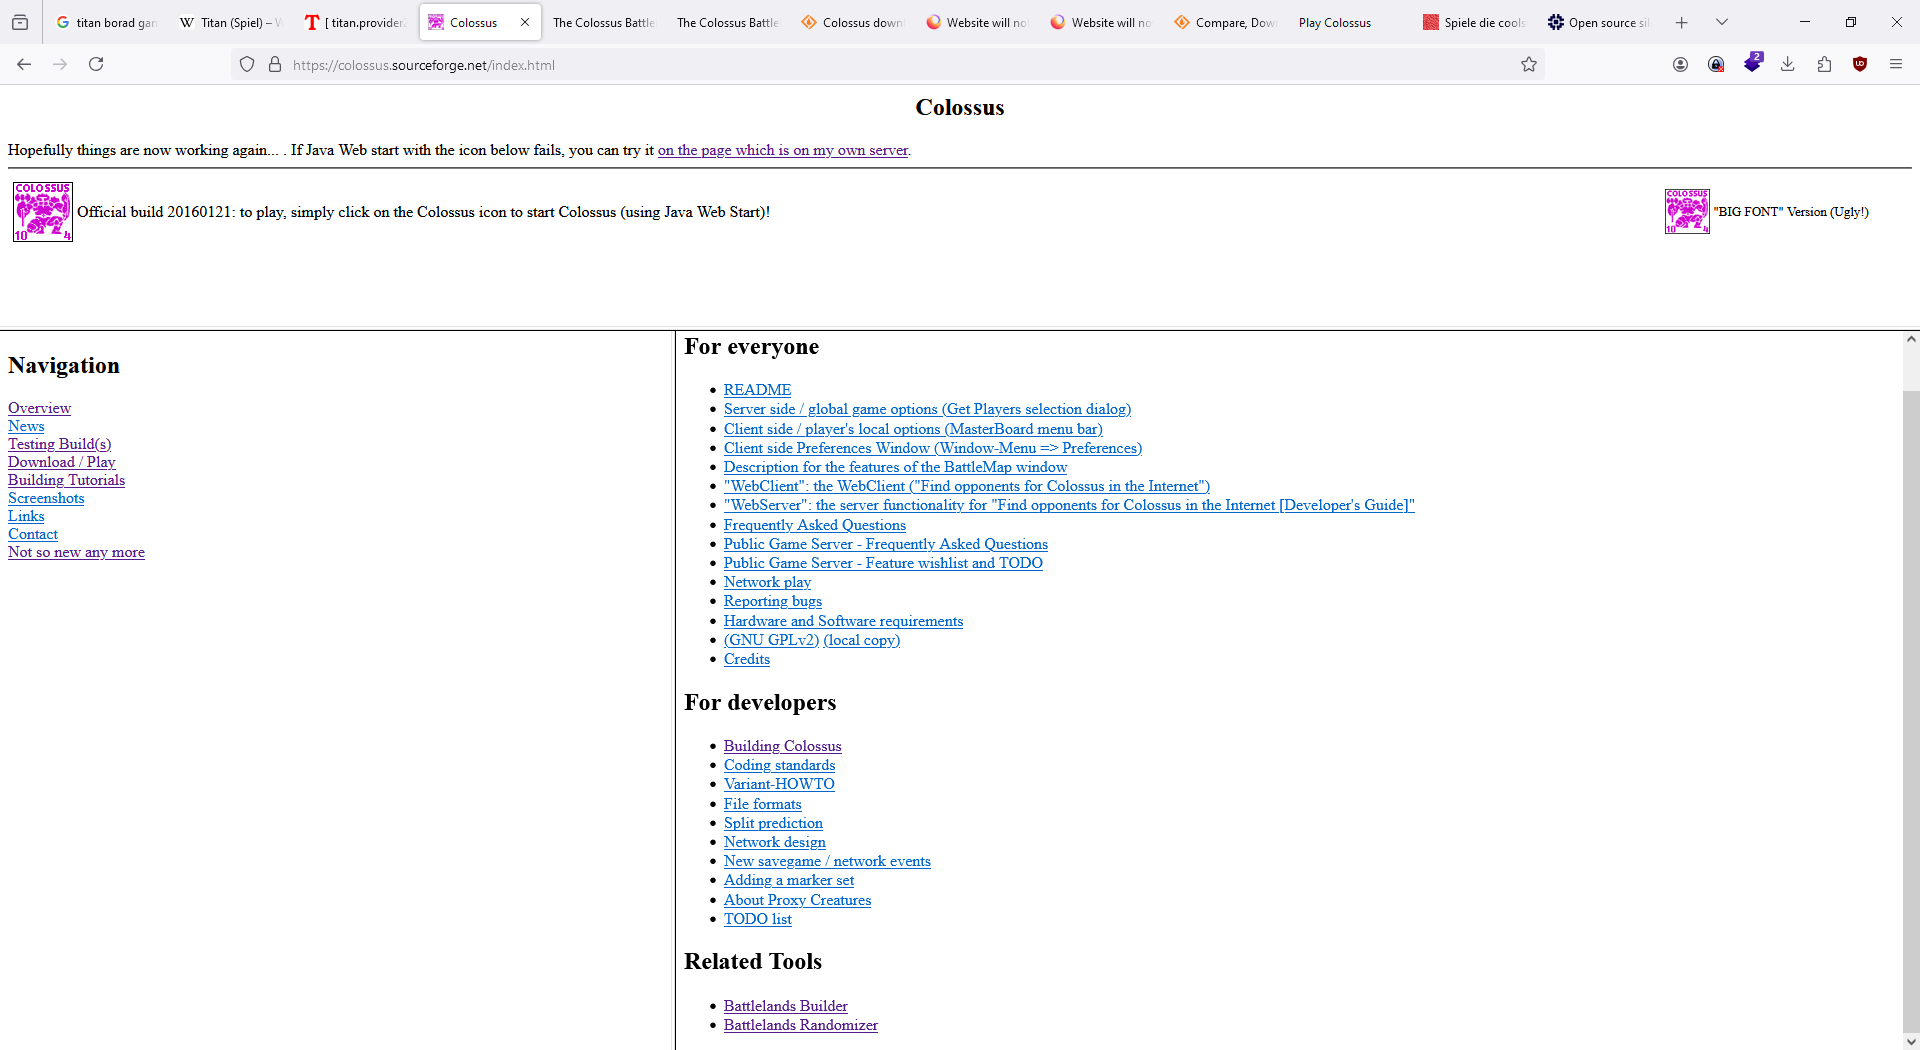 titan borad gan
Titan (Spiel) – W
[ titan.provider
Colossus
The Colossus Battle
The Colossus Battle
Colossus down
Website will no
Website will no
Compare, Dow
Play Colossus
Spiele die cools
Open source si
https://colossus.sourceforge.net/index.html
2
Colossus
Hopefully things are now working again... . If Java Web start with the icon below fails, you can try it on the page which is on my own server.
COLOSSUS
10 4
Official build 20160121: to play, simply click on the Colossus icon to start Colossus (using Java Web Start)!
COLOSSUS
10 4
"BIG FONT" Version (Ugly!)
Navigation
Overview
News
Testing Build(s)
Download / Play
Building Tutorials
Screenshots
Links
Contact
Not so new any more
For everyone
README
Server side / global game options (Get Players selection dialog)
Client side / player's local options (MasterBoard menu bar)
Client side Preferences Window (Window-Menu => Preferences)
Description for the features of the BattleMap window
"WebClient": the WebClient ("Find opponents for Colossus in the Internet")
"WebServer": the server functionality for "Find opponents for Colossus in the Internet [Developer's Guide]"
Frequently Asked Questions
Public Game Server - Frequently Asked Questions
Public Game Server - Feature wishlist and TODO
Network play
Reporting bugs
Hardware and Software requirements
(GNU GPLv2) (local copy)
Credits
For developers
Building Colossus
Coding standards
Variant-HOWTO
File formats
Split prediction
Network design
New savegame / network events
Adding a marker set
About Proxy Creatures
TODO list
Related Tools
Battlelands Builder
Battlelands Randomizer